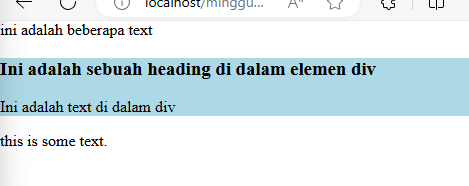 localhost/minggu...
ini adalah beberapa text
Ini adalah sebuah heading di dalam elemen div
Ini adalah text di dalam div
this is some text.